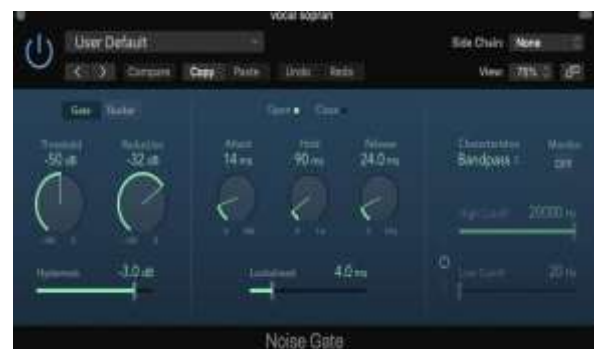 vocal sopran
User Default
Side Chain: None
Compare Copy Paste Undo Redo
View: 75%
Gate Ducker
Open Close
Threshold Reduction Attack Hold Release Characteristics Monitor
-50 dB -32 dB 14 ms 90 ms 24.0 ms Bandpass OFF
High Cutoff 20000 Hz
Hysteresis -3.0 dB Lookahead 4.0 ms
Low Cutoff 20 Hz
Noise Gate